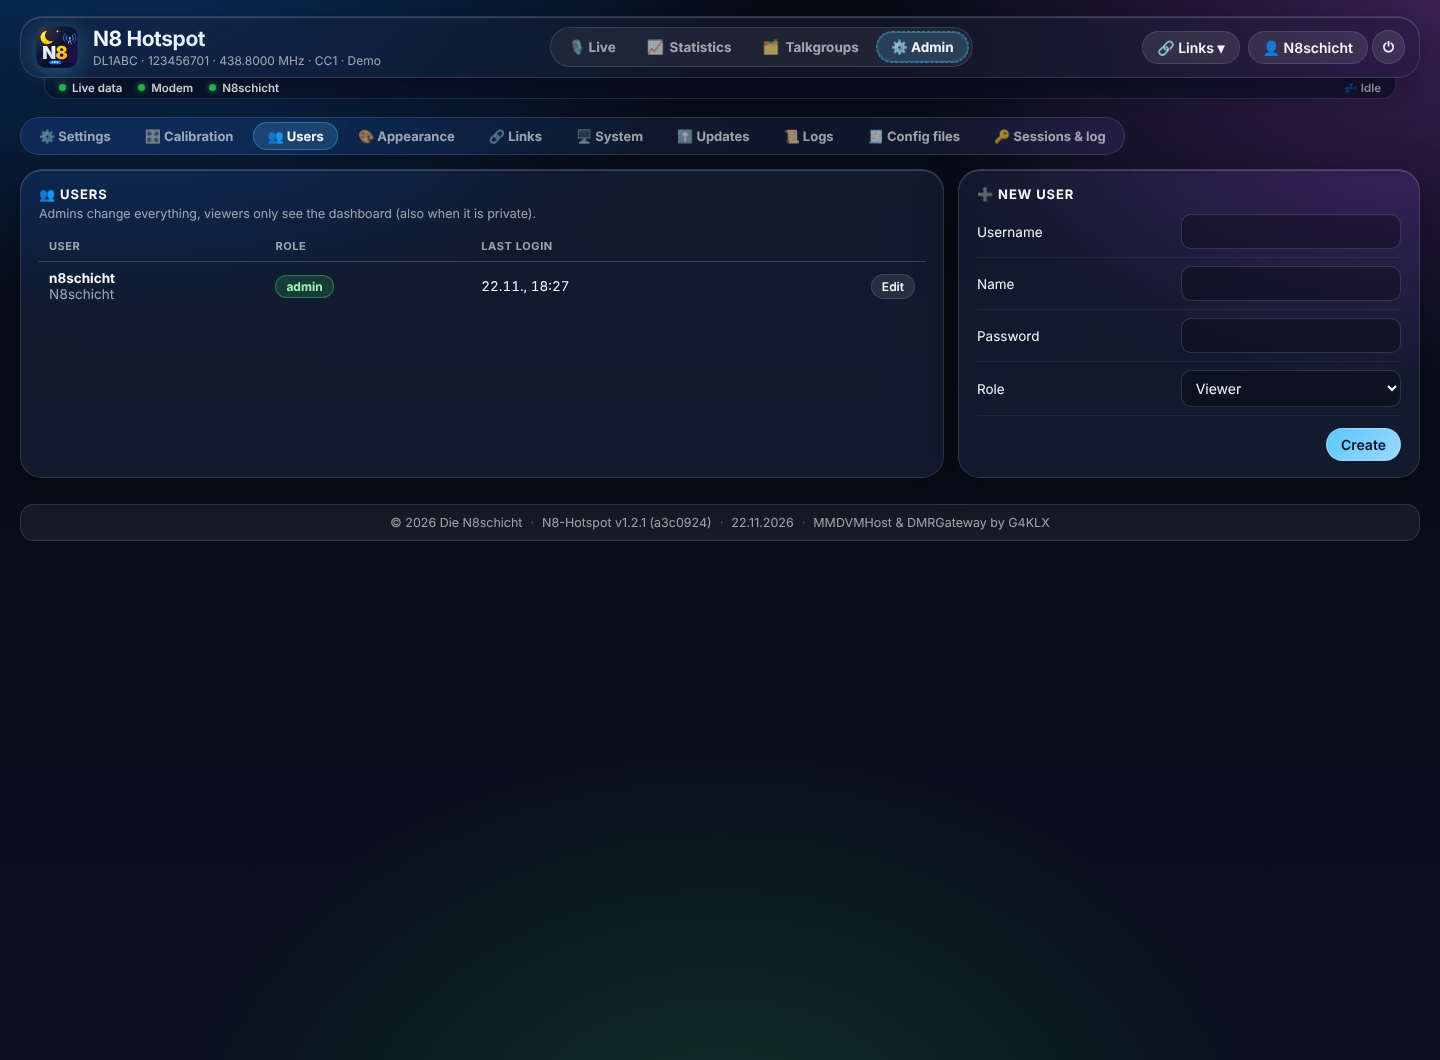 N8
N8 Hotspot
DL1ABC · 123456701 · 438.8000 MHz · CC1 · Demo
Live
Statistics
Talkgroups
Admin
Links ▾
N8schicht
Live data
Modem
N8schicht
Idle
Settings
Calibration
Users
Appearance
Links
System
Updates
Logs
Config files
Sessions & log
USERS
Admins change everything, viewers only see the dashboard (also when it is private).
USER ROLE LAST LOGIN
n8schicht
N8schicht
admin
22.11., 18:27
Edit
NEW USER
Username
Name
Password
Role
Viewer
Create
© 2026 Die N8schicht · N8-Hotspot v1.2.1 (a3c0924) · 22.11.2026 · MMDVMHost & DMRGateway by G4KLX